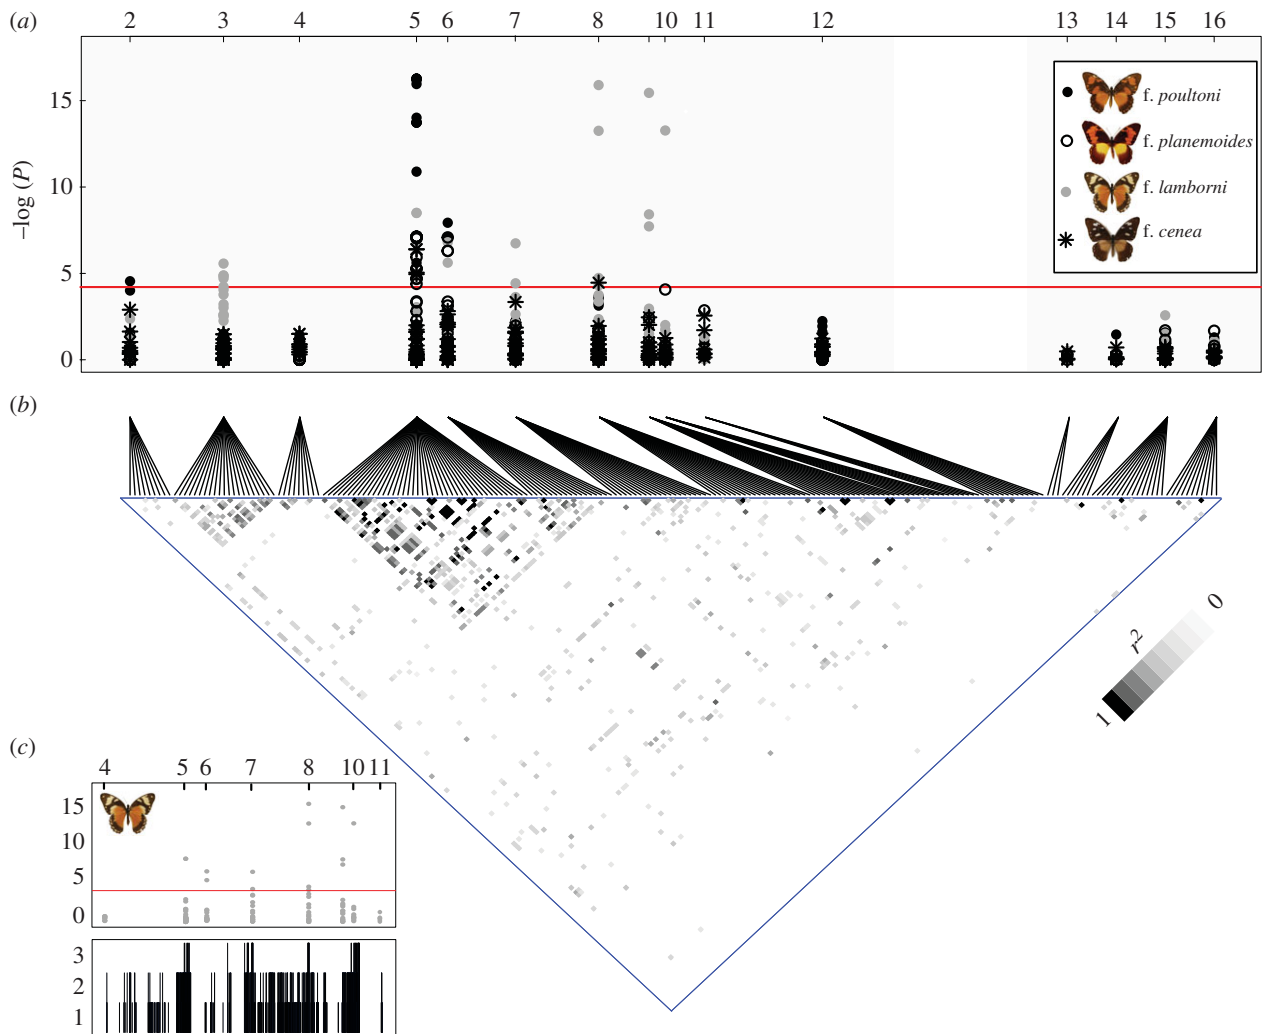 (a) 2 3 4 5 6 7 8 10 11 12 13 14 15 16
15
10
5
0
−log (P)
f. poultoni
f. planemoides
f. lamborni
f. cenea
(b)
0
r²
1
(c)
4 5 6 7 8 10 11
15
10
5
0
3
2
1